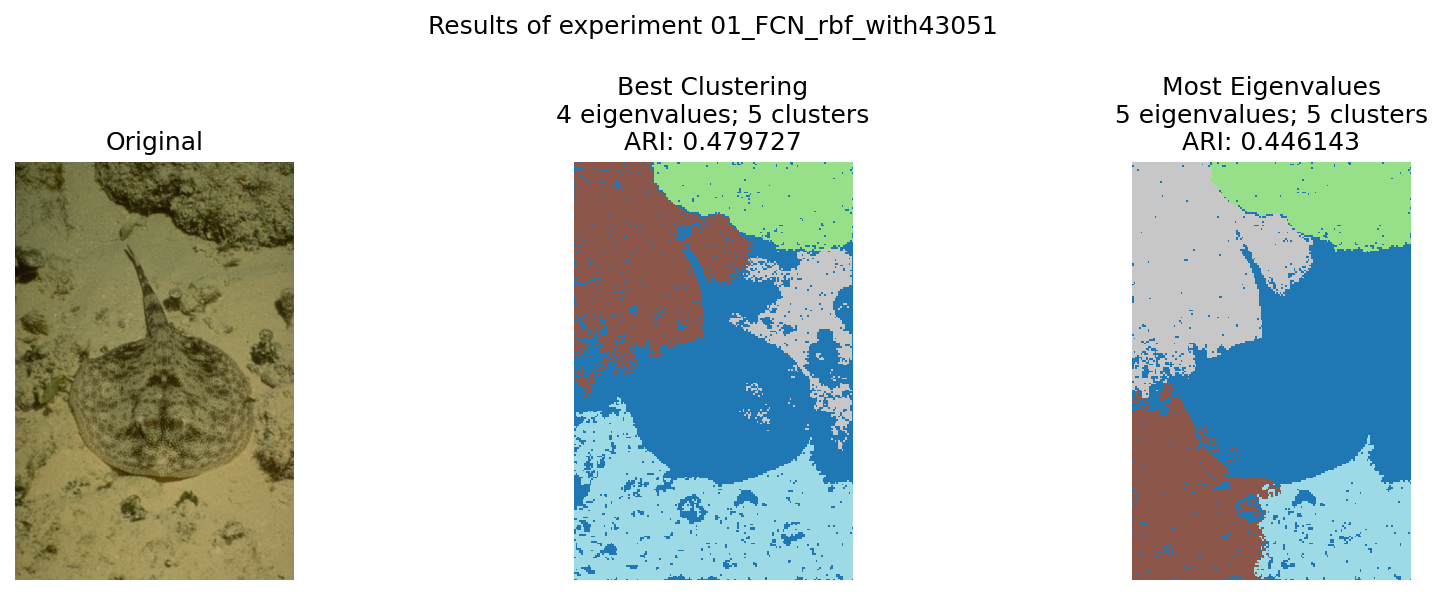 Results of experiment 01_FCN_rbf_with43051
Original
Best Clustering
4 eigenvalues; 5 clusters
ARI: 0.479727
Most Eigenvalues
5 eigenvalues; 5 clusters
ARI: 0.446143